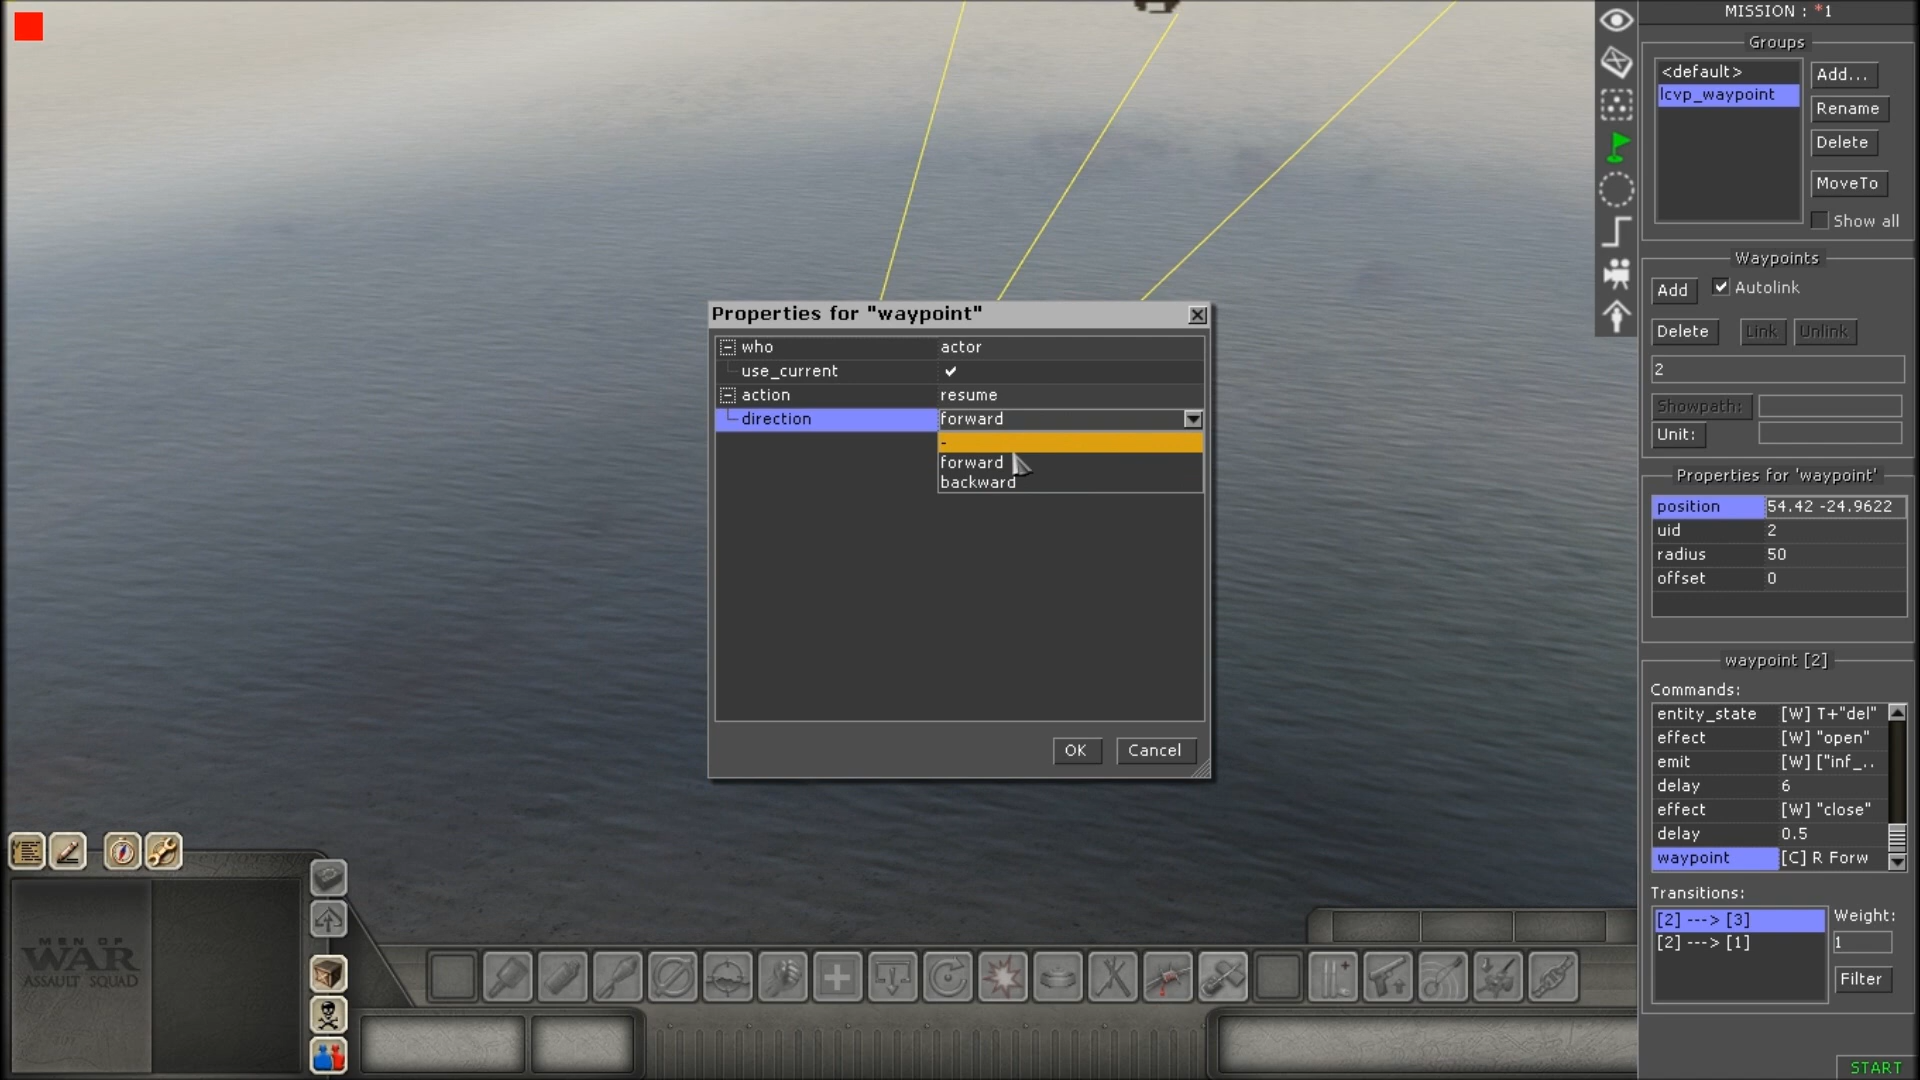 MISSION : *1
Groups
<default>
lcvp_waypoint
Add...
Rename
Delete
MoveTo
Show all
Waypoints
Add
Autolink
Delete
Link
Unlink
2
Showpath:
Unit:
Properties for 'waypoint'
position 54.42 -24.9622
uid 2
radius 50
offset 0
waypoint [2]
Commands:
entity_state [W] T+"del"
effect [W] "open"
emit [W] ["inf_..
delay 6
effect [W] "close"
delay 0.5
waypoint [C] R Forw
Transitions:
[2] ---> [3]
[2] ---> [1]
Weight:
1
Filter
START
Properties for "waypoint"
who actor
use_current
action resume
direction forward
-
forward
backward
OK
Cancel
MEN OF
WAR
ASSAULT SQUAD